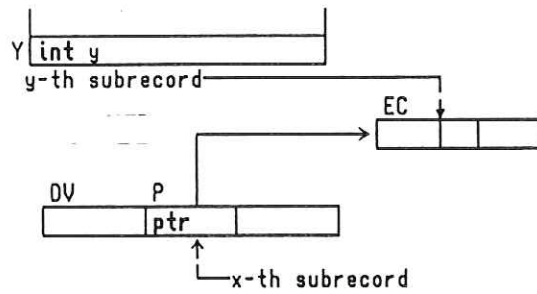 Y int y
y-th subrecord
EC
DV P
ptr
x-th subrecord